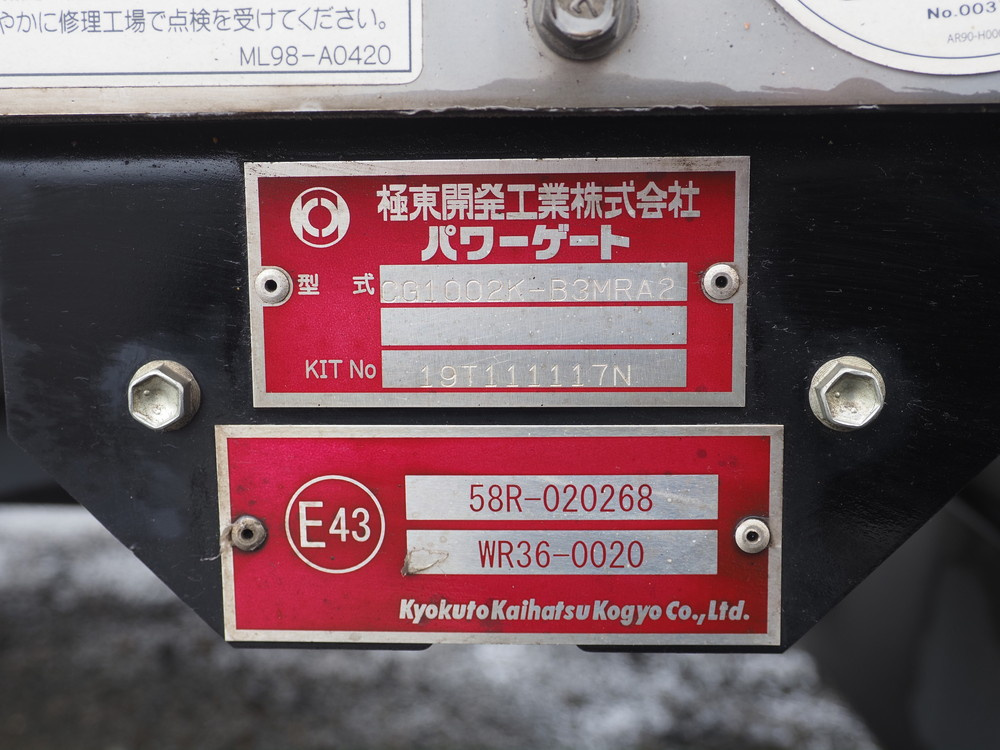 やかに修理工場で点検を受けてください。
ML98-A0420
No.003
AR90-H00
極東開発工業株式会社
パワーゲート
型式 CG1002K-B3MRA2
KIT No 19T111117N
E43
58R-020268
WR36-0020
Kyokuto Kaihatsu Kogyo Co.,Ltd.